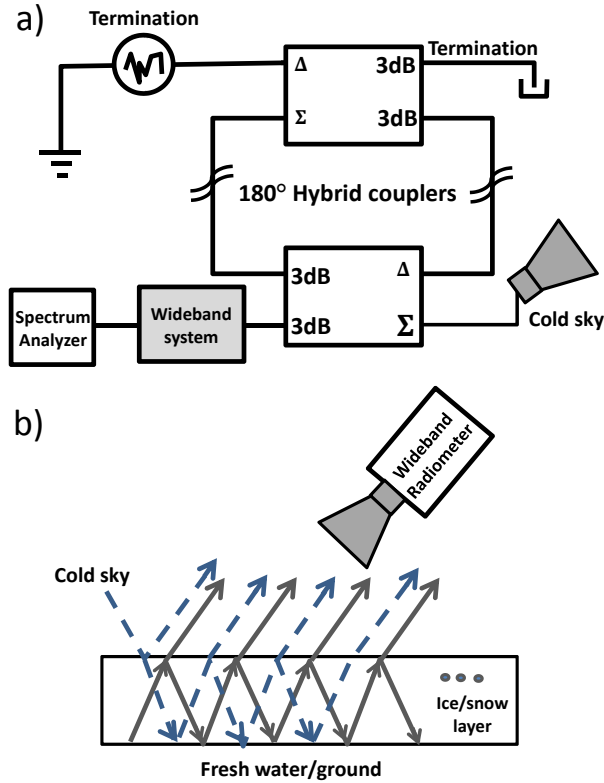 a)
Termination
Termination
Δ 3dB
Σ 3dB
180° Hybrid couplers
3dB Δ
3dB Σ
Spectrum
Analyzer
Wideband
system
Cold sky
b)
Wideband
Radiometer
Cold sky
Ice/snow
layer
Fresh water/ground